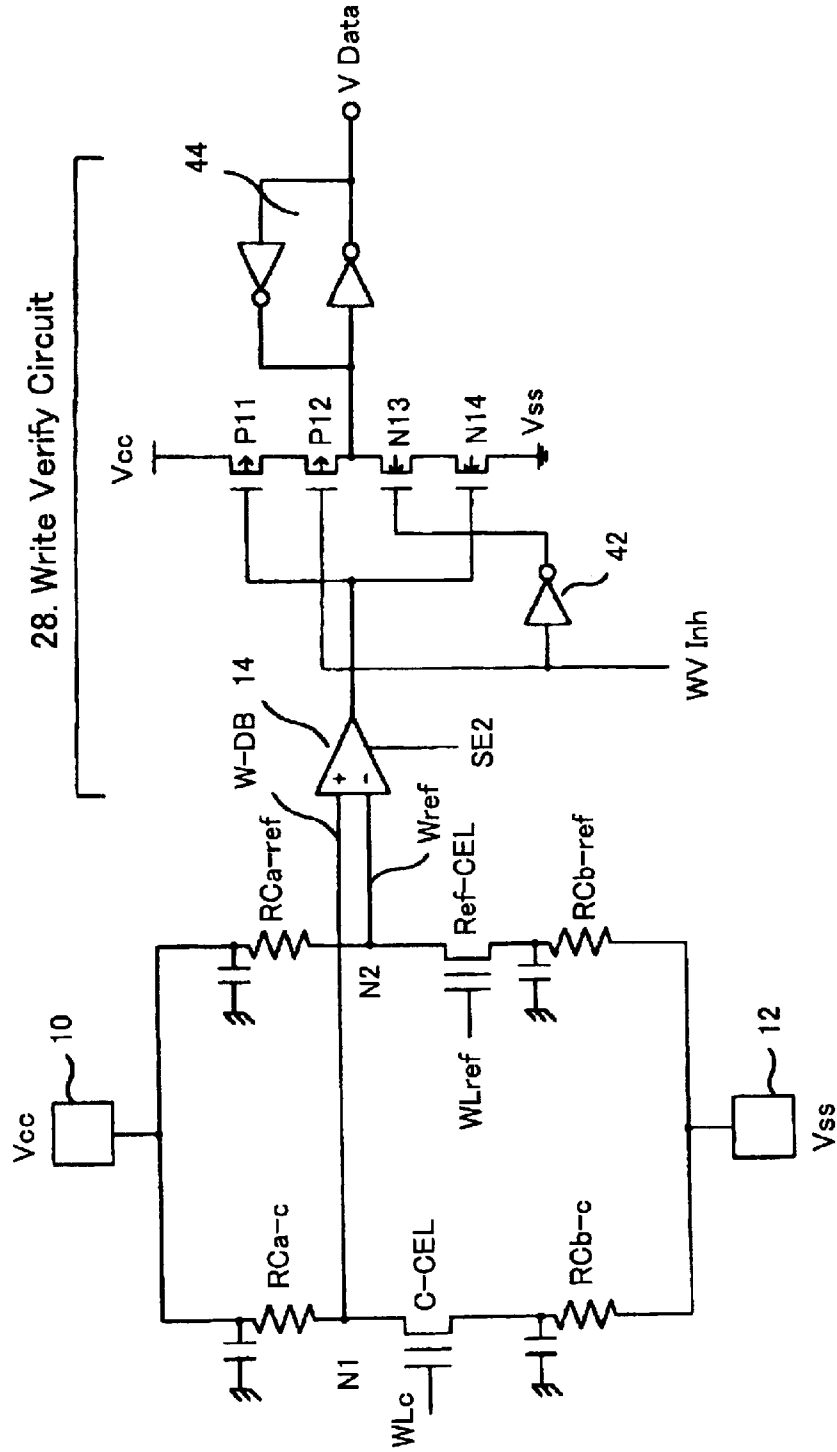 28. Write Verify Circuit
Vcc
10
RCa-c
RCa-ref
N1
N2
WLc
C-CEL
WLref
Ref-CEL
RCb-c
RCb-ref
12
Vss
W-DB
14
Wref
SE2
Vcc
P11
P12
N13
N14
Vss
42
WV Inh
44
V Data
+
-